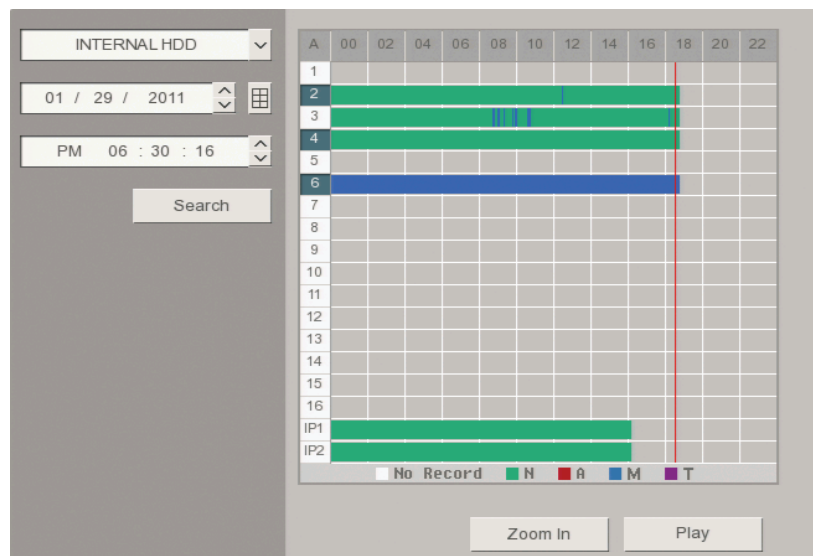 INTERNAL HDD
01 / 29 / 2011
PM 06 : 30 : 16
Search
A 00 02 04 06 08 10 12 14 16 18 20 22
1
2
3
4
5
6
7
8
9
10
11
12
13
14
15
16
IP1
IP2
No Record N A M T
Zoom In Play